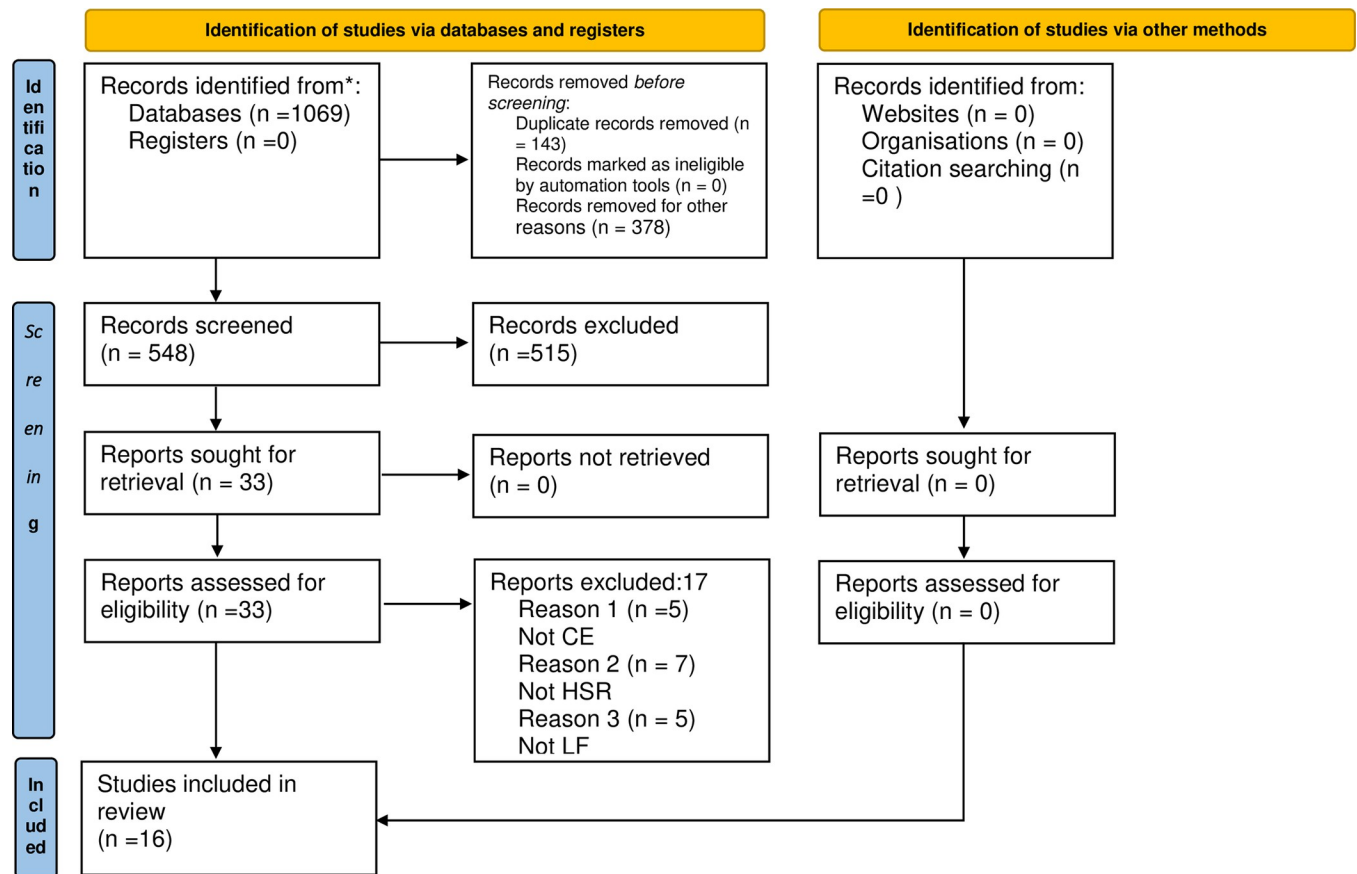 Identification of studies via databases and registers
Identification of studies via other methods
Id
en
tifi
ca
tio
n
Records identified from*:
Databases (n =1069)
Registers (n =0)
Records removed before
screening:
Duplicate records removed (n
= 143)
Records marked as ineligible
by automation tools (n = 0)
Records removed for other
reasons (n = 378)
Records identified from:
Websites (n = 0)
Organisations (n = 0)
Citation searching (n
=0 )
Sc
re
en
in
g
Records screened
(n = 548)
Records excluded
(n =515)
Reports sought for
retrieval (n = 33)
Reports not retrieved
(n = 0)
Reports sought for
retrieval (n = 0)
Reports assessed for
eligibility (n =33)
Reports excluded:17
Reason 1 (n =5)
Not CE
Reason 2 (n = 7)
Not HSR
Reason 3 (n = 5)
Not LF
Reports assessed for
eligibility (n = 0)
In
cl
ud
ed
Studies included in
review
(n =16)